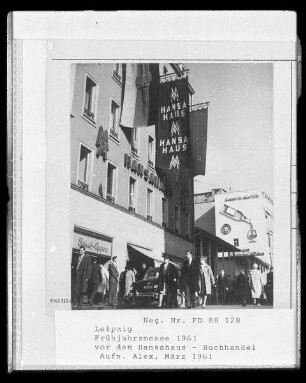 HANSA
HAUS
HANSA
HAUS
HANSAHAUS
Neg. Nr. FD 88 128
Leipzig
Frühjahrsmesse 1961
vor dem Hansahaus - Buchhandel
Aufn. Alex, März 1961